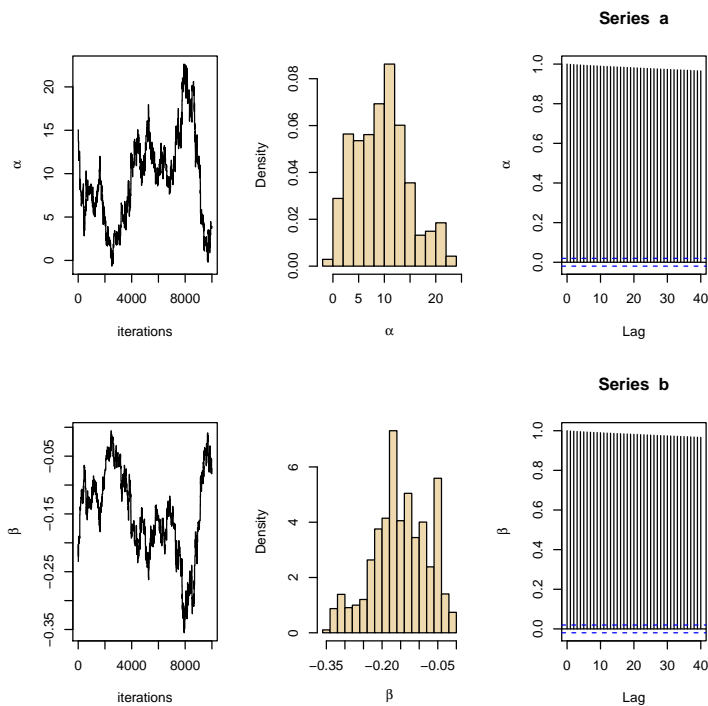 Series a
α
20
15
10
5
0
0 4000 8000
iterations
Density
0.08
0.06
0.04
0.02
0.00
0 5 10 20
α
α
1.0
0.8
0.6
0.4
0.2
0.0
0 10 20 30 40
Lag
Series b
β
−0.05
−0.15
−0.25
−0.35
0 4000 8000
iterations
Density
6
4
2
0
−0.35 −0.20 −0.05
β
β
1.0
0.8
0.6
0.4
0.2
0.0
0 10 20 30 40
Lag